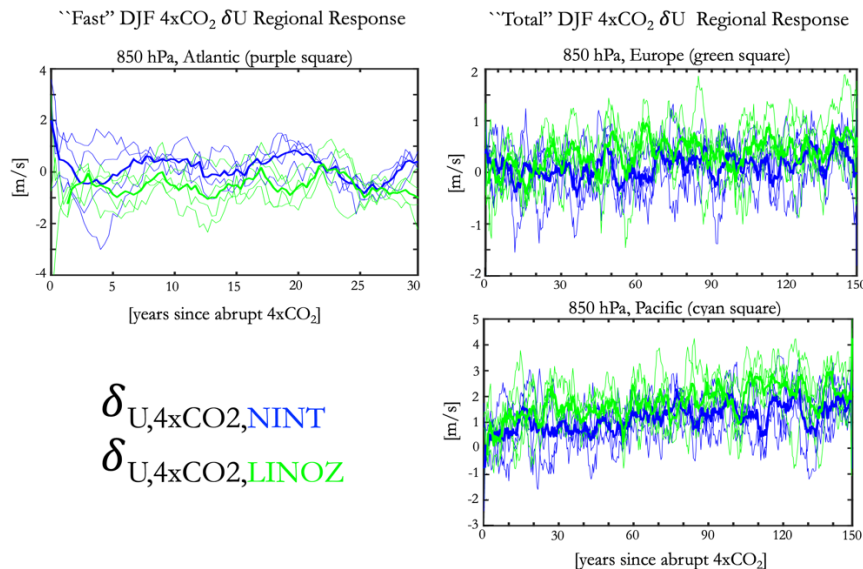 ``Fast'' DJF 4xCO₂ δU Regional Response
850 hPa, Atlantic (purple square)
4
2
0
-2
-4
[m/s]
0 5 10 15 20 25 30
[years since abrupt 4xCO₂]
δU,4xCO2,NINT
δU,4xCO2,LINOZ
``Total'' DJF 4xCO₂ δU Regional Response
850 hPa, Europe (green square)
2
1
0
-1
-2
[m/s]
0 30 60 90 120 150
850 hPa, Pacific (cyan square)
5
4
3
2
1
0
-1
-2
-3
[m/s]
0 30 60 90 120 150
[years since abrupt 4xCO₂]